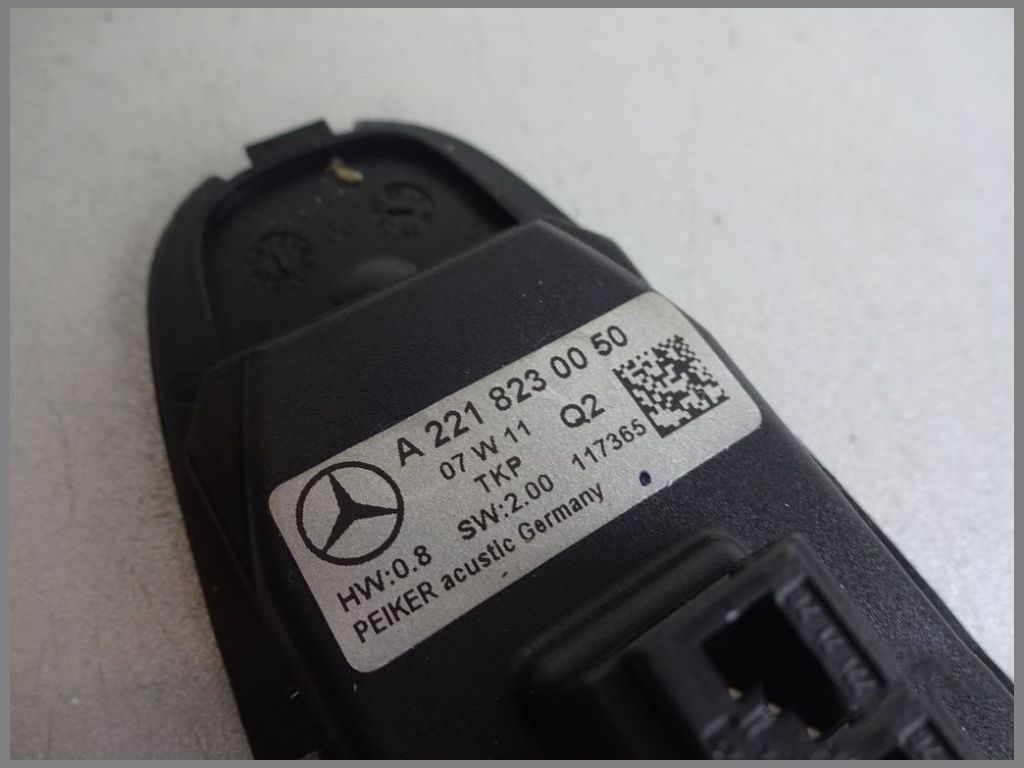 A 221 823 00 50
07 W 11 Q2
TKP
HW:0.8 SW:2.00 117365
PEIKER acustic Germany